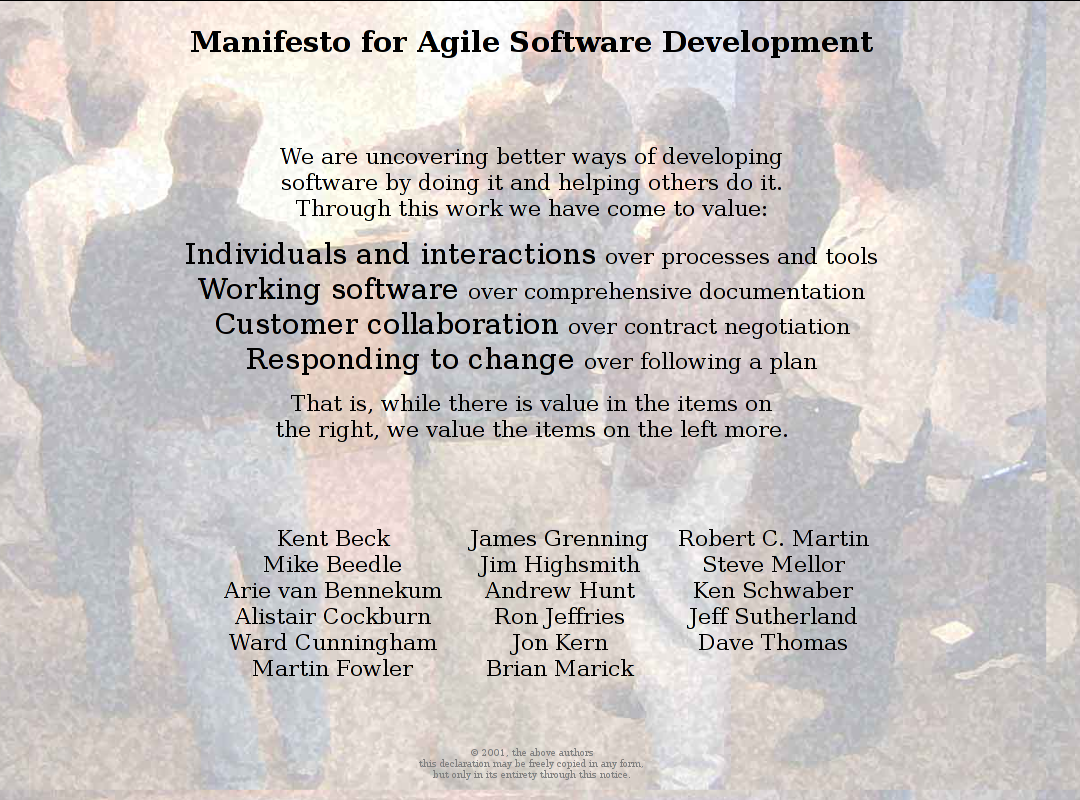 Manifesto for Agile Software Development
We are uncovering better ways of developing
software by doing it and helping others do it.
Through this work we have come to value:
Individuals and interactions over processes and tools
Working software over comprehensive documentation
Customer collaboration over contract negotiation
Responding to change over following a plan
That is, while there is value in the items on
the right, we value the items on the left more.
Kent Beck
Mike Beedle
Arie van Bennekum
Alistair Cockburn
Ward Cunningham
Martin Fowler
James Grenning
Jim Highsmith
Andrew Hunt
Ron Jeffries
Jon Kern
Brian Marick
Robert C. Martin
Steve Mellor
Ken Schwaber
Jeff Sutherland
Dave Thomas
© 2001, the above authors
this declaration may be freely copied in any form,
but only in its entirety through this notice.